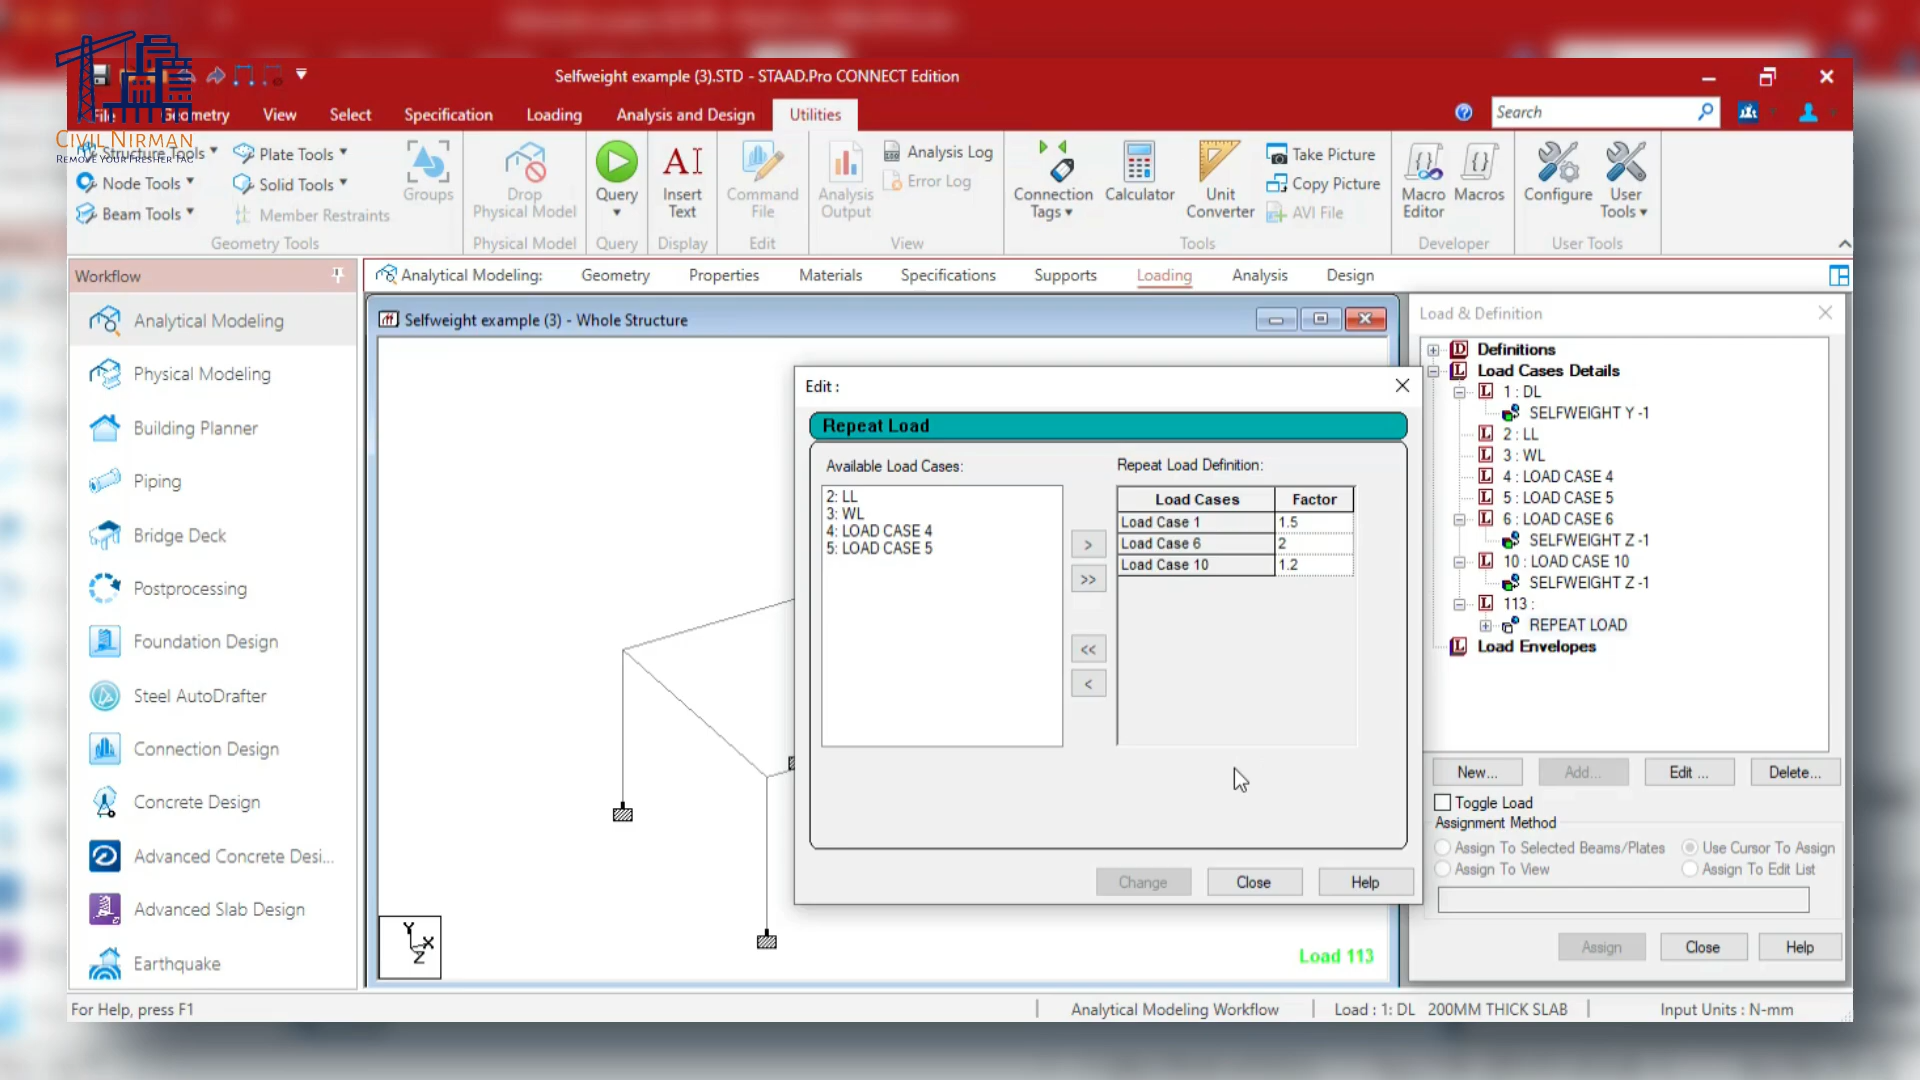 Selfweight example (3).STD - STAAD.Pro CONNECT Edition
File Geometry View Select Specification Loading Analysis and Design Utilities
Search
CIVIL NIRMAN
REMOVE YOUR FRESHER TAG
Structure Tools
Node Tools
Beam Tools
Plate Tools
Solid Tools
Member Restraints
Geometry Tools
Groups
Drop
Physical Model
Physical Model
Query
Query
AI Insert
Text
Display
Command
File
Edit
Analysis
Output
Analysis Log
Error Log
View
Connection
Tags
Calculator
Unit
Converter
Take Picture
Copy Picture
AVI File
Tools
Macro
Editor
Macros
Developer
Configure
User
Tools
User Tools
Workflow
Analytical Modeling
Physical Modeling
Building Planner
Piping
Bridge Deck
Postprocessing
Foundation Design
Steel AutoDrafter
Connection Design
Concrete Design
Advanced Concrete Desi...
Advanced Slab Design
Earthquake
Analytical Modeling: Geometry Properties Materials Specifications Supports Loading Analysis Design
Selfweight example (3) - Whole Structure
Edit :
Repeat Load
Available Load Cases:
2: LL
3: WL
4: LOAD CASE 4
5: LOAD CASE 5
>
>>
<<
<
Repeat Load Definition:
Load Cases Factor
Load Case 1 1.5
Load Case 6 2
Load Case 10 1.2
Change Close Help
Y
X
Z
Load 113
Load & Definition
D Definitions
L Load Cases Details
L 1 : DL
SELFWEIGHT Y -1
L 2 : LL
L 3 : WL
L 4 : LOAD CASE 4
L 5 : LOAD CASE 5
L 6 : LOAD CASE 6
SELFWEIGHT Z -1
L 10 : LOAD CASE 10
SELFWEIGHT Z -1
L 113 :
REPEAT LOAD
L Load Envelopes
New... Add... Edit ... Delete...
Toggle Load
Assignment Method
Assign To Selected Beams/Plates Use Cursor To Assign
Assign To View Assign To Edit List
Assign Close Help
For Help, press F1
Analytical Modeling Workflow
Load : 1: DL 200MM THICK SLAB
Input Units : N-mm